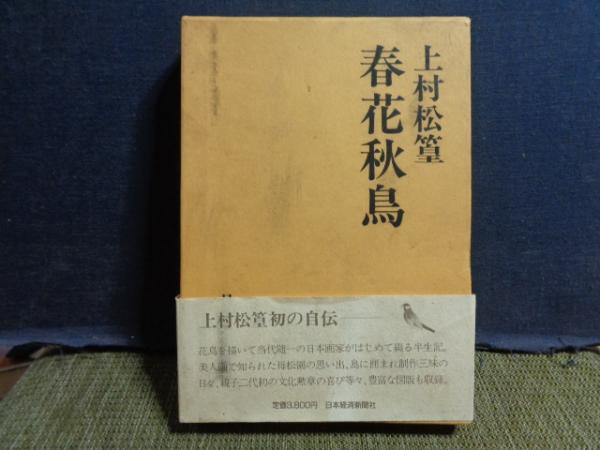 上村松篁
春花秋鳥
上村松篁初の自伝
花鳥を描いて当代随一の日本画家がはじめて綴る半生記。
美人画で知られた母松園の思い出、鳥に囲まれ制作三昧の
日々、親子二代初の文化勲章の喜び等々、豊富な図版も収録。
定価3,800円 日本経済新聞社